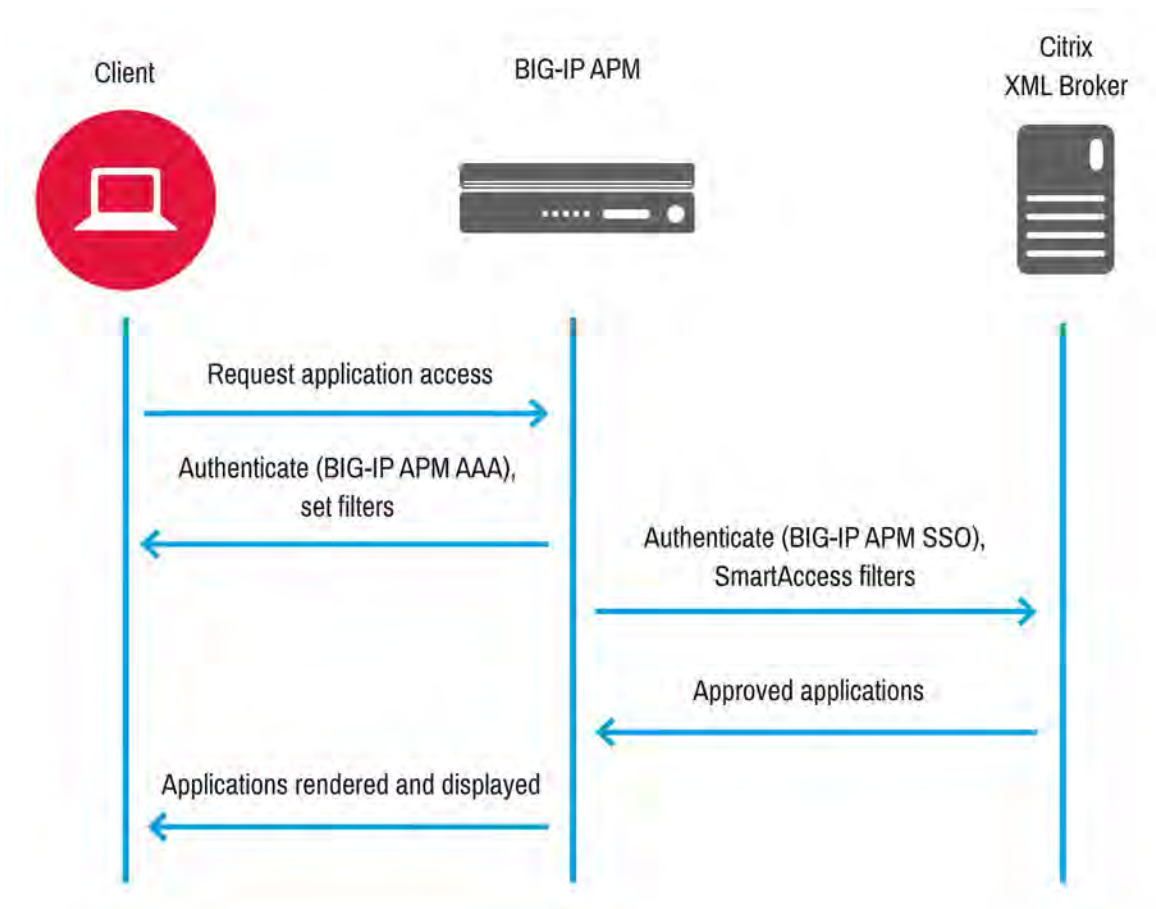 Client
BIG-IP APM
Citrix
XML Broker
Request application access
Authenticate (BIG-IP APM AAA),
set filters
Authenticate (BIG-IP APM SSO),
SmartAccess filters
Approved applications
Applications rendered and displayed